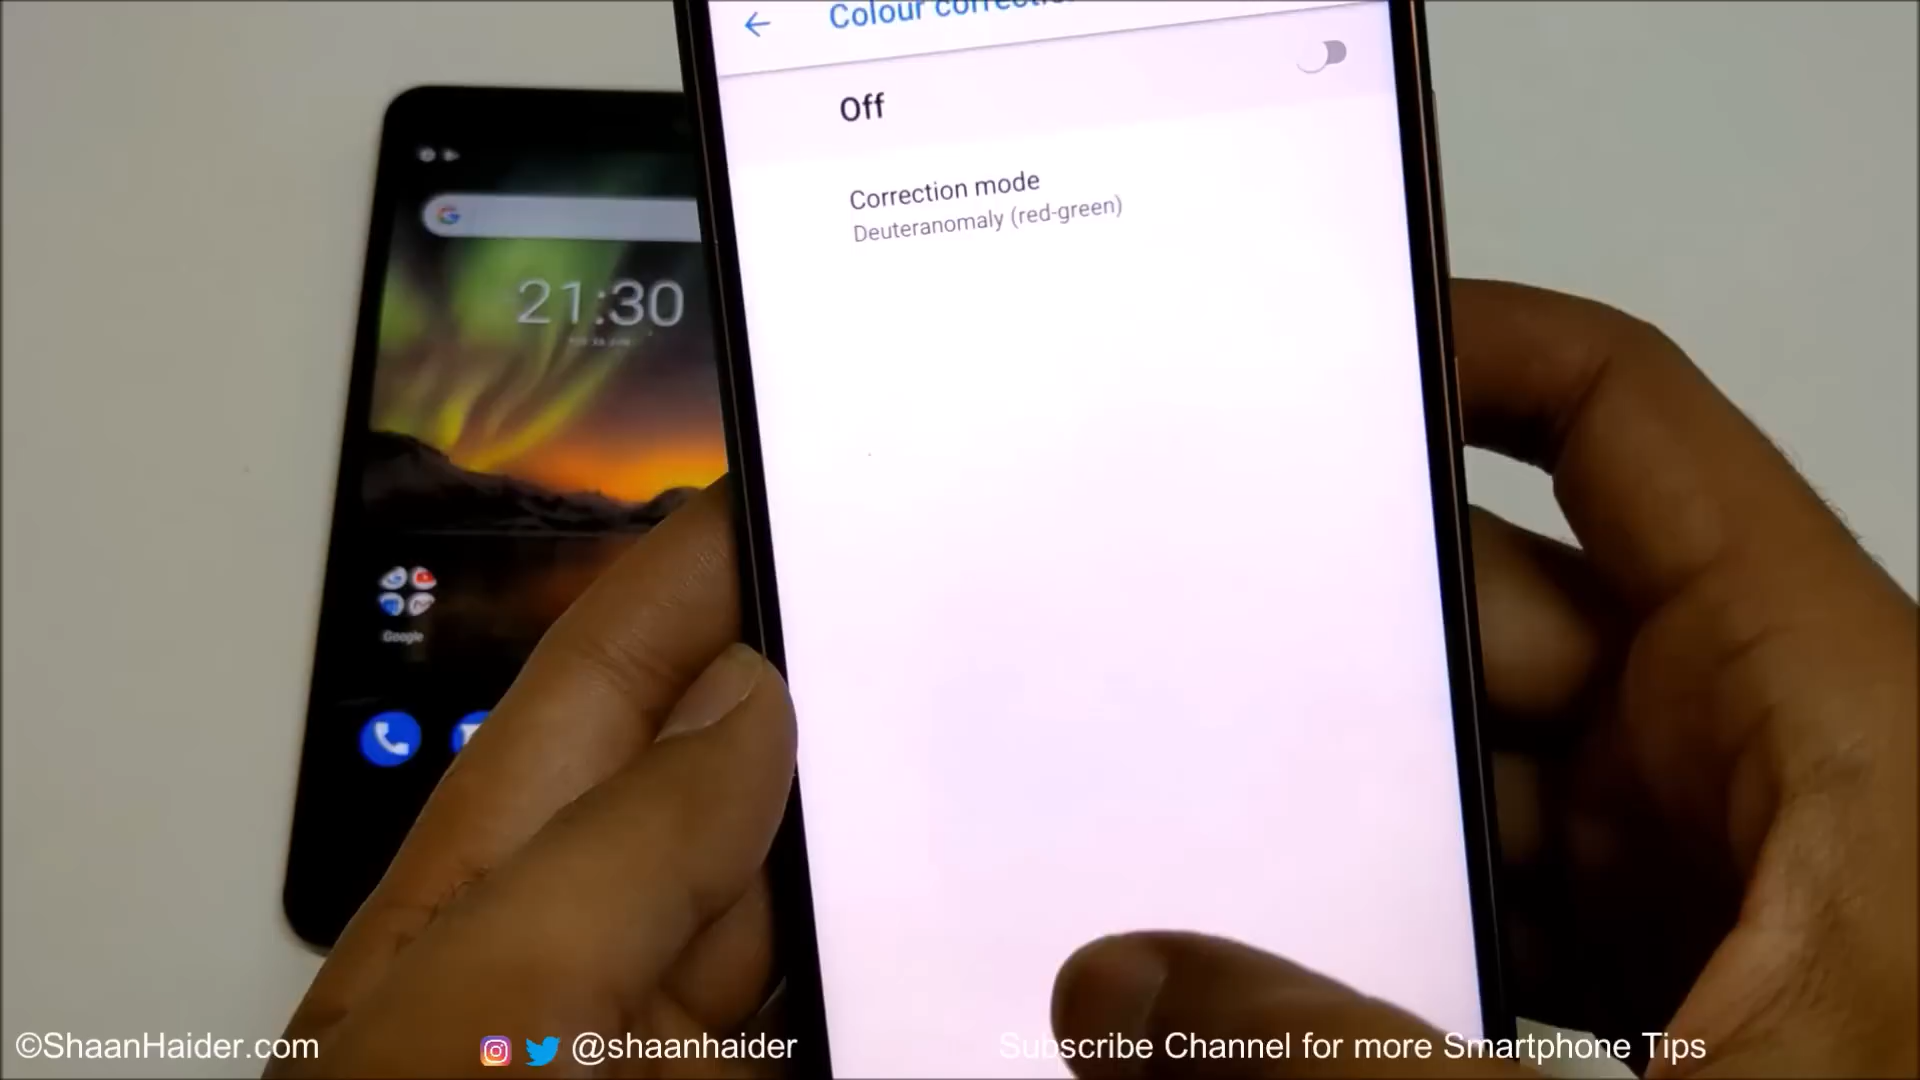 Colour correction
Off
Correction mode
Deuteranomaly (red-green)
G
21:30
Google
©ShaanHaider.com
@shaanhaider
Subscribe Channel for more Smartphone Tips